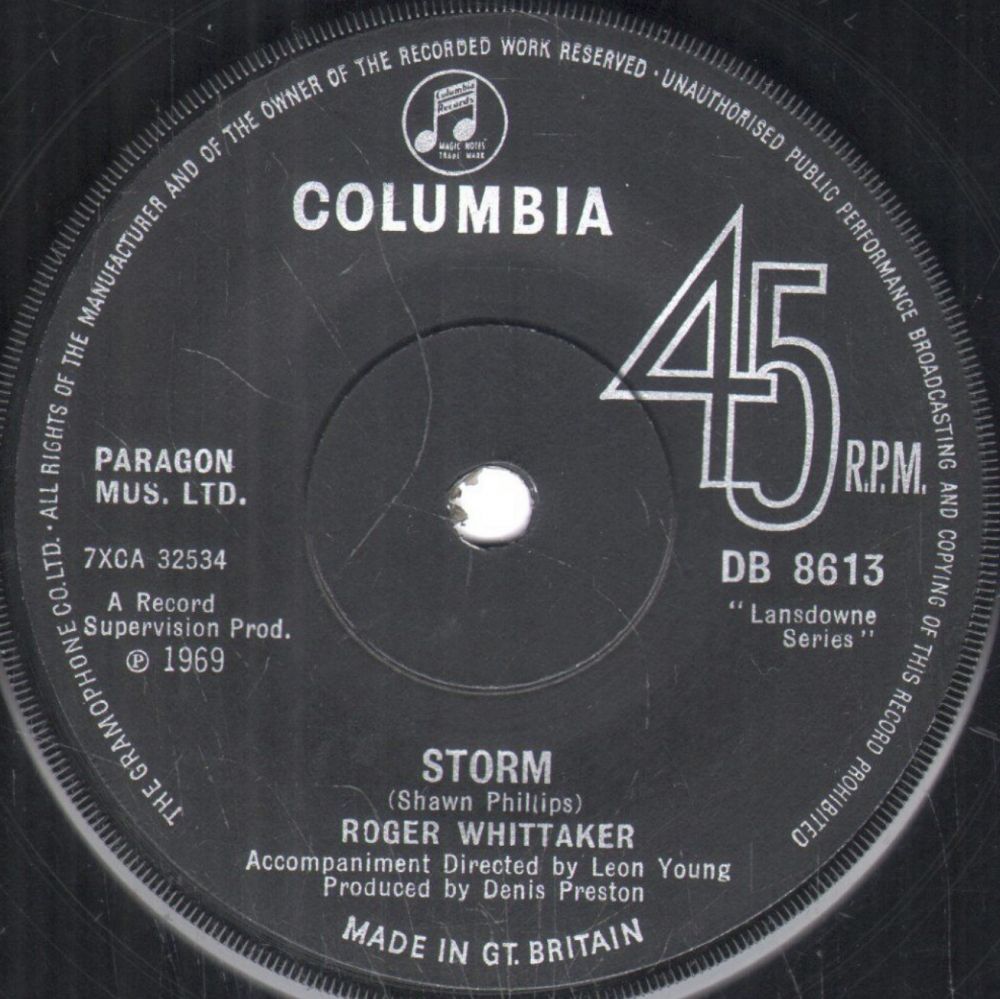 THE GRAMOPHONE CO. LTD. · ALL RIGHTS OF THE MANUFACTURER AND OF THE OWNER OF THE RECORDED WORK RESERVED · UNAUTHORISED PUBLIC PERFORMANCE BROADCASTING AND COPYING OF THIS RECORD PROHIBITED
Columbia
Records
MAGIC NOTES
TRADE MARK
COLUMBIA
45
R.P.M.
PARAGON
MUS. LTD.
7XCA 32534
A Record
Supervision Prod.
℗ 1969
DB 8613
"Lansdowne
Series"
STORM
(Shawn Phillips)
ROGER WHITTAKER
Accompaniment Directed by Leon Young
Produced by Denis Preston
MADE IN GT. BRITAIN